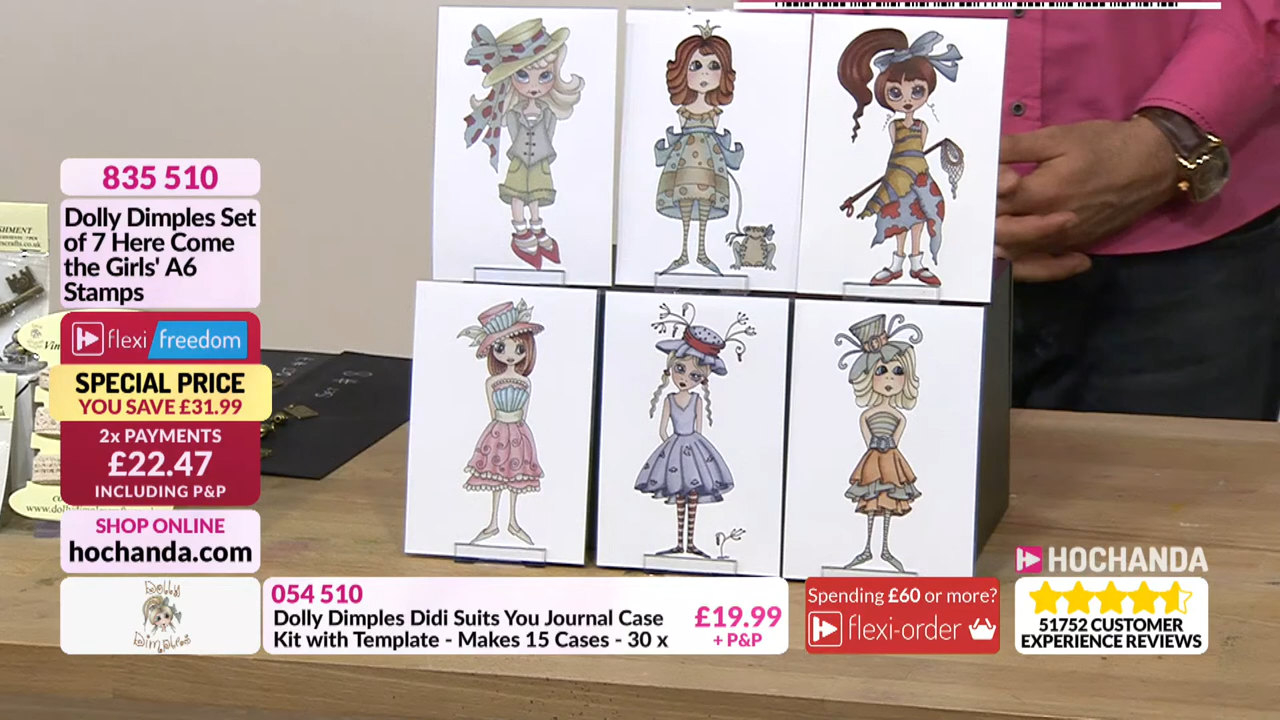 835 510
Dolly Dimples Set
of 7 Here Come
the Girls' A6
Stamps
flexi freedom
SPECIAL PRICE
YOU SAVE £31.99
2x PAYMENTS
£22.47
INCLUDING P&P
SHOP ONLINE
hochanda.com
Dolly
Dimples
054 510
Dolly Dimples Didi Suits You Journal Case
Kit with Template - Makes 15 Cases - 30 x
£19.99
+ P&P
Spending £60 or more?
flexi-order
HOCHANDA
51752 CUSTOMER
EXPERIENCE REVIEWS